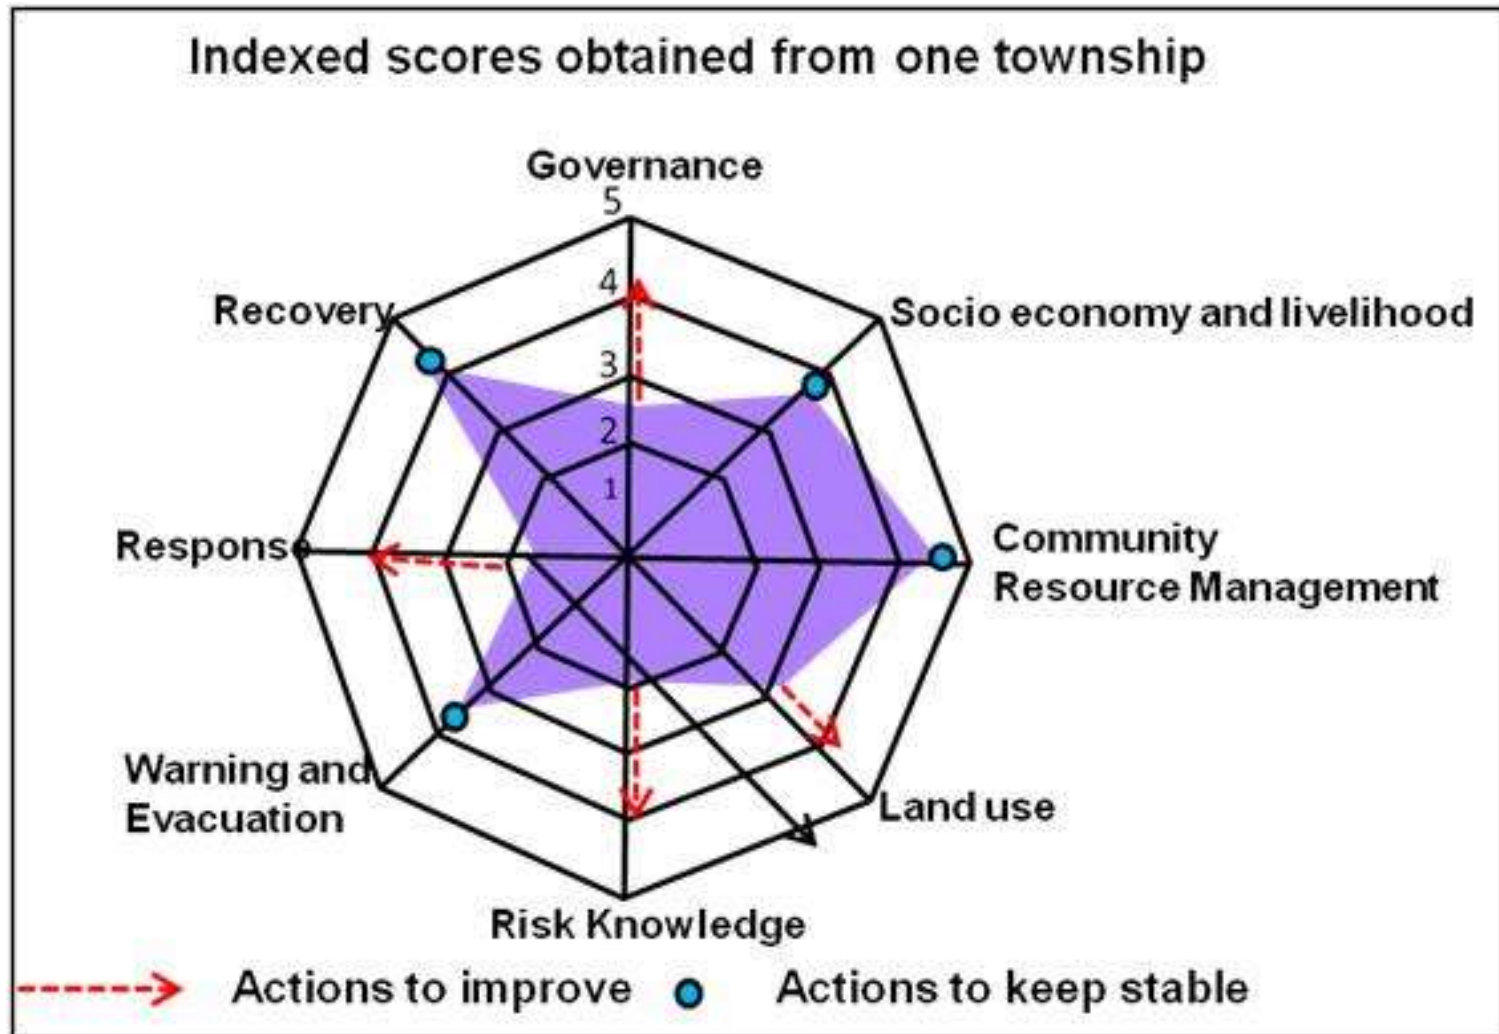 Indexed scores obtained from one township
Governance
5
4
3
2
1
Recovery
Socio economy and livelihood
Response
Community
Resource Management
Warning and
Evacuation
Land use
Risk Knowledge
Actions to improve
Actions to keep stable